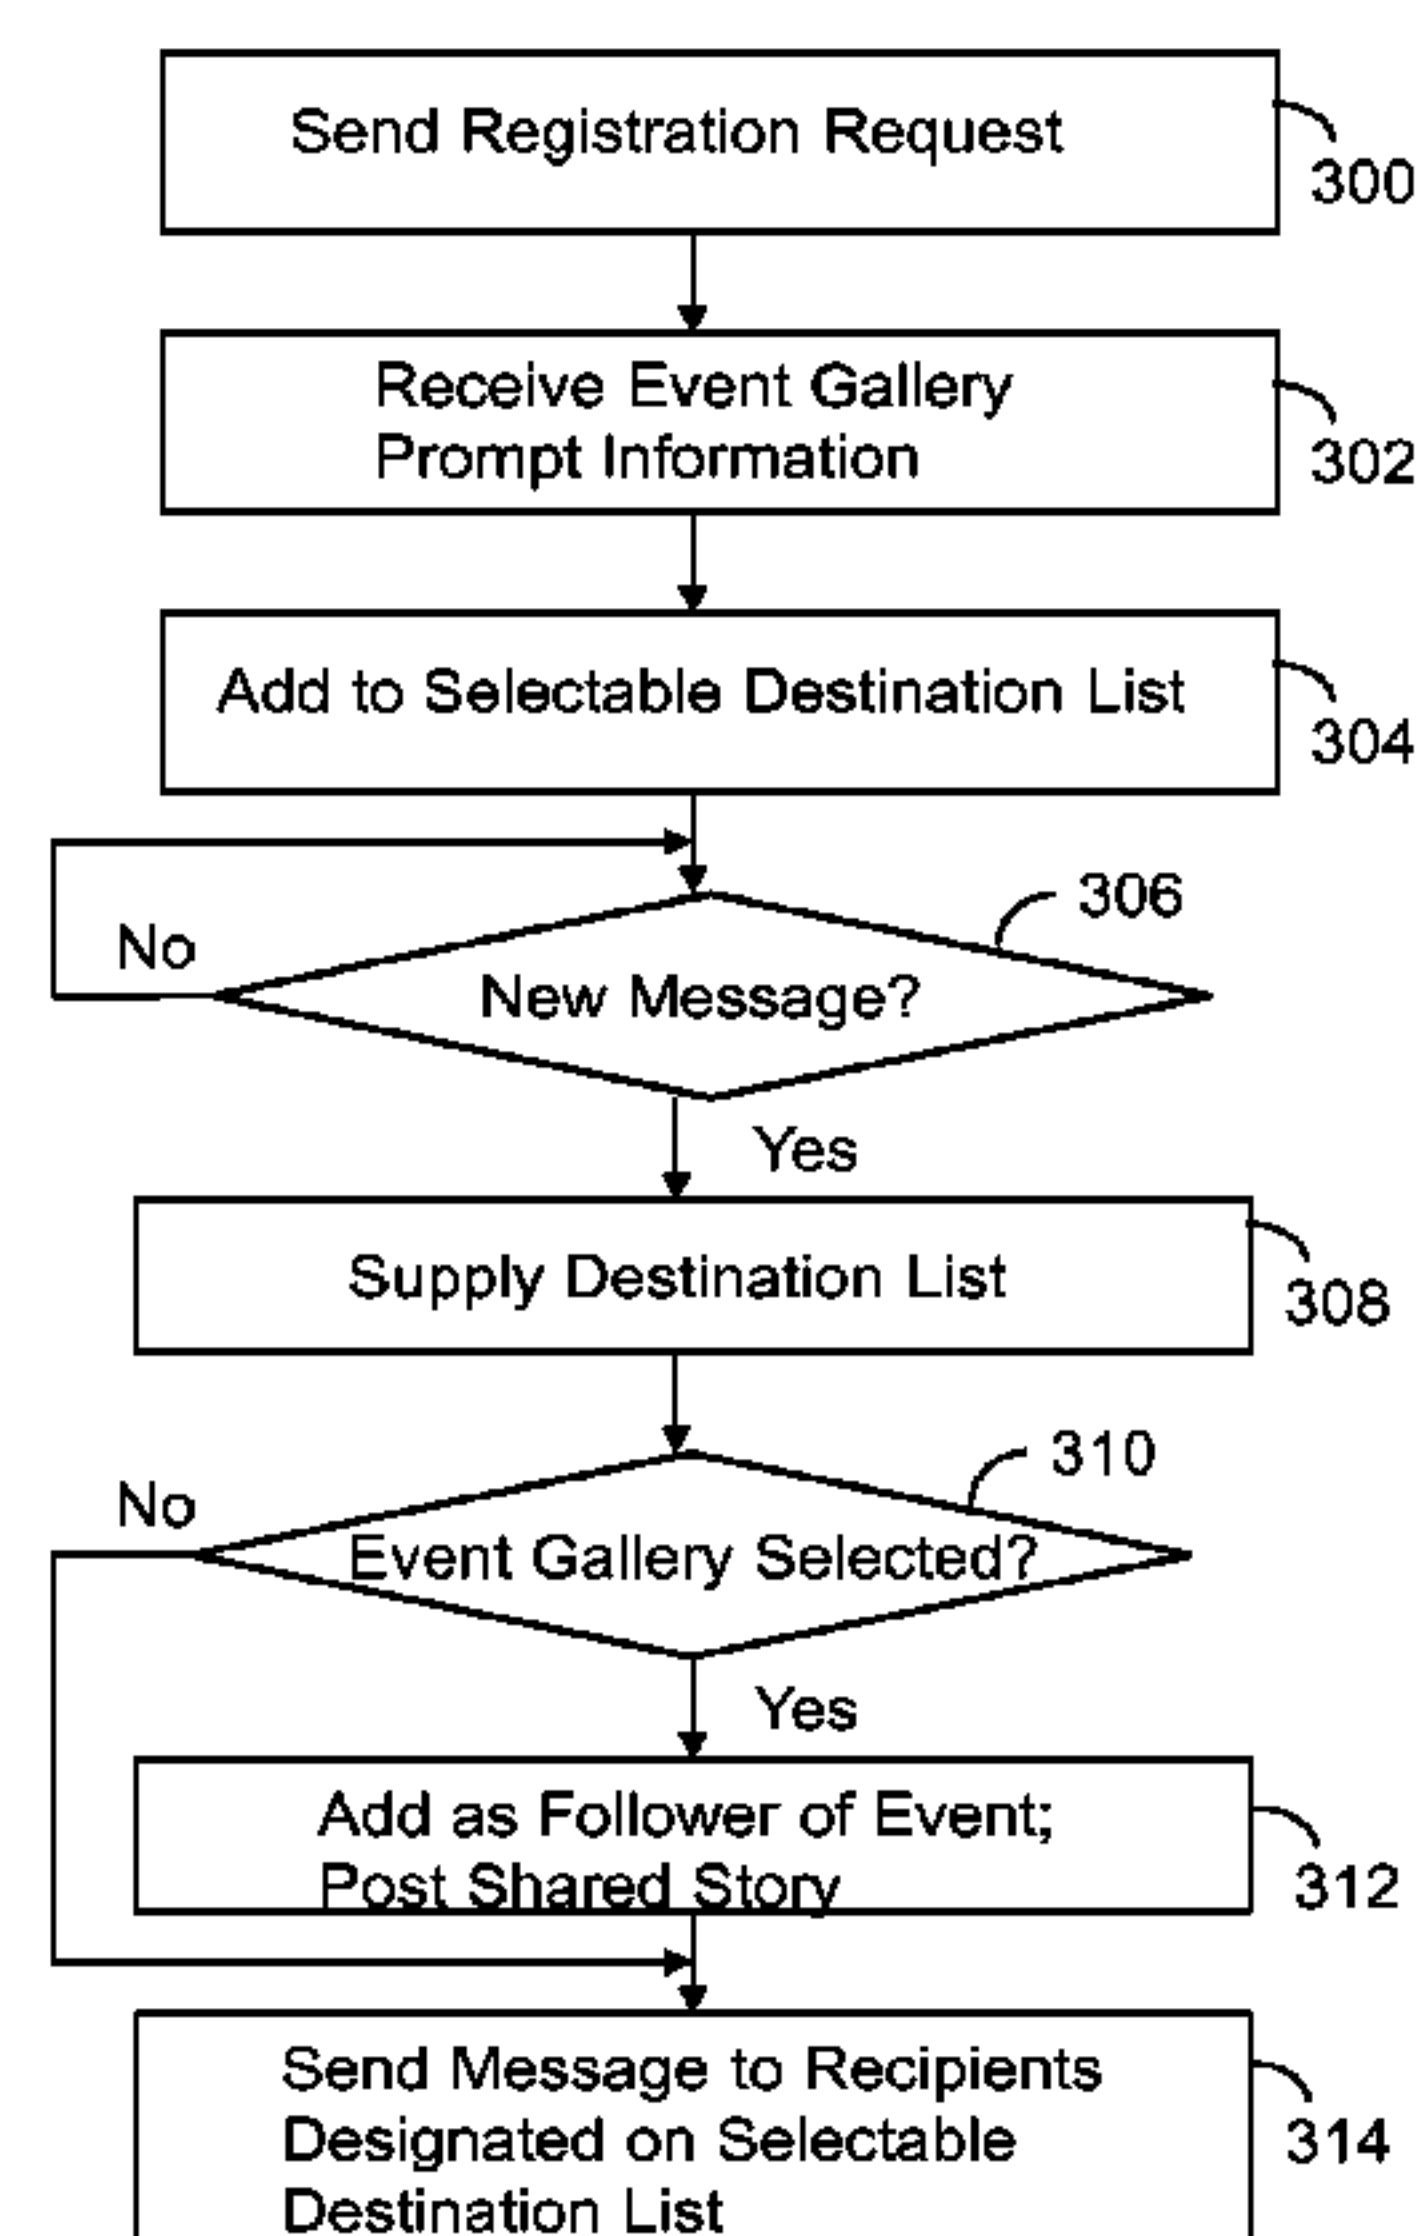 Send Registration Request
300
Receive Event Gallery
Prompt Information
302
Add to Selectable Destination List
304
306
No
New Message?
Yes
Supply Destination List
308
310
No
Event Gallery Selected?
Yes
Add as Follower of Event;
Post Shared Story
312
Send Message to Recipients
Designated on Selectable
Destination List
314